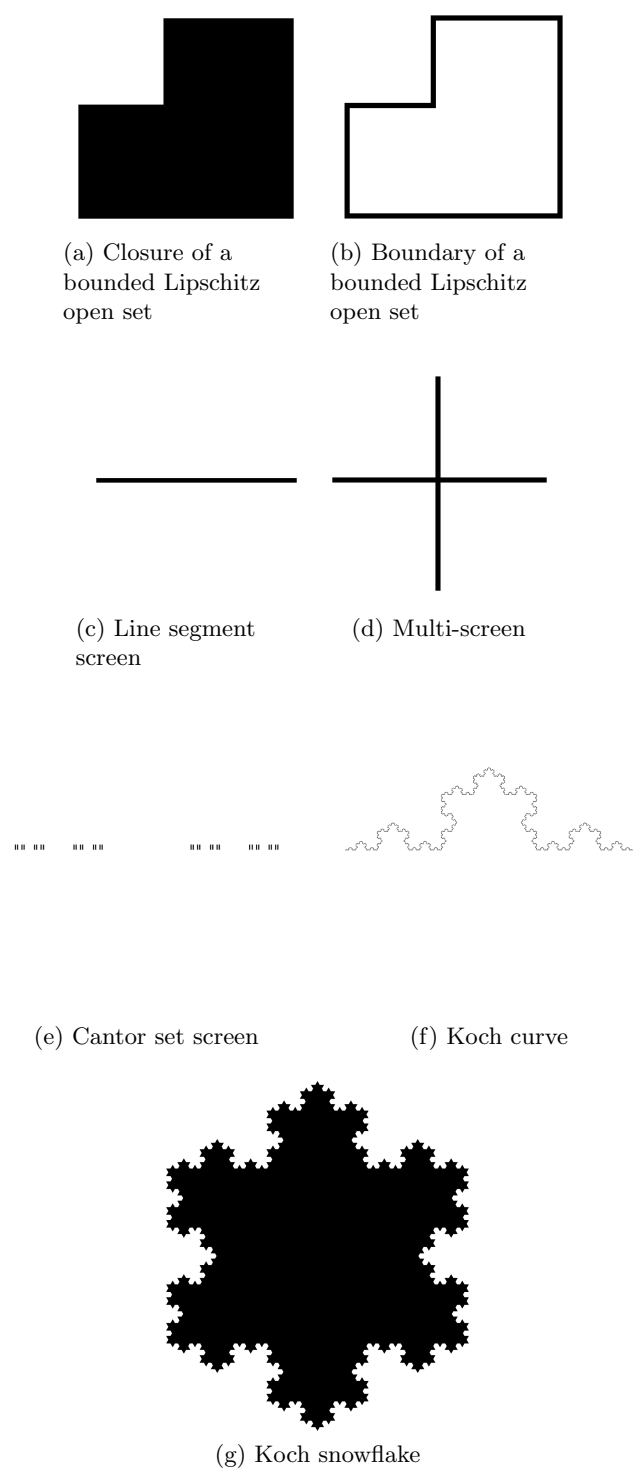 (a) Closure of a
bounded Lipschitz
open set
(b) Boundary of a
bounded Lipschitz
open set
(c) Line segment
screen
(d) Multi-screen
(e) Cantor set screen
(f) Koch curve
(g) Koch snowflake